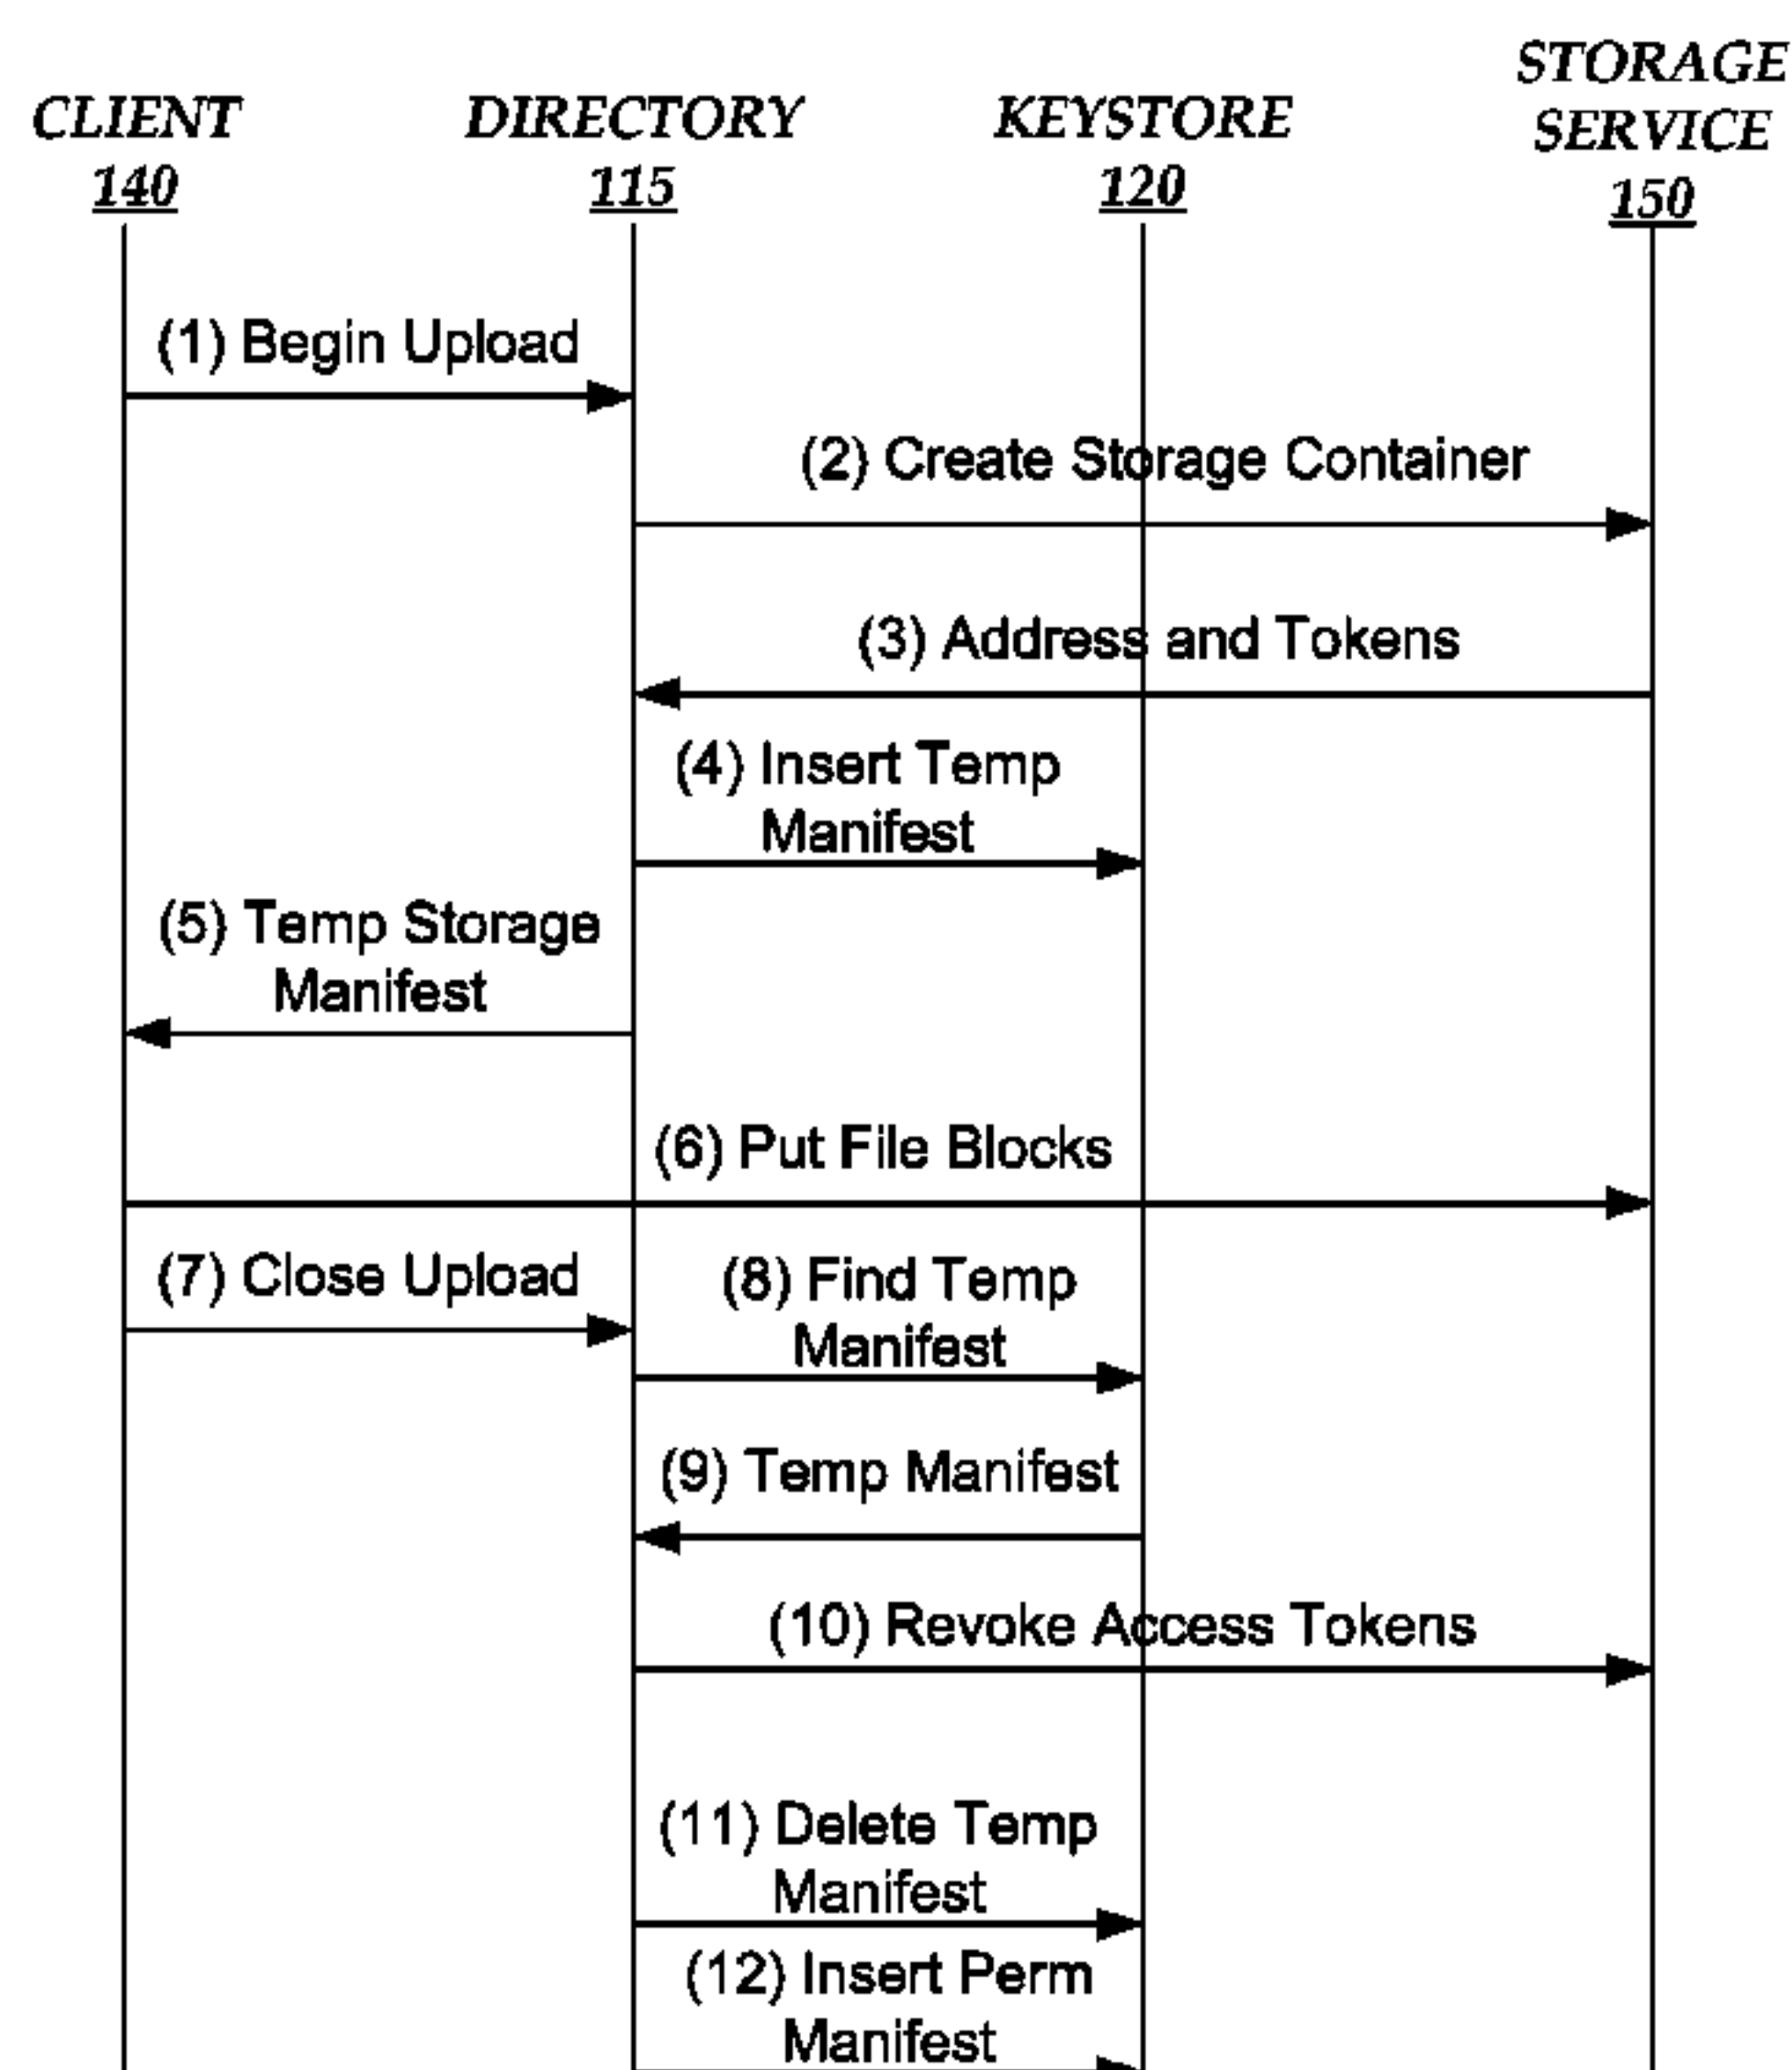 STORAGE
CLIENT DIRECTORY KEYSTORE SERVICE
140 115 120 150
(1) Begin Upload
(2) Create Storage Container
(3) Address and Tokens
(4) Insert Temp
Manifest
(5) Temp Storage
Manifest
(6) Put File Blocks
(7) Close Upload
(8) Find Temp
Manifest
(9) Temp Manifest
(10) Revoke Access Tokens
(11) Delete Temp
Manifest
(12) Insert Perm
Manifest